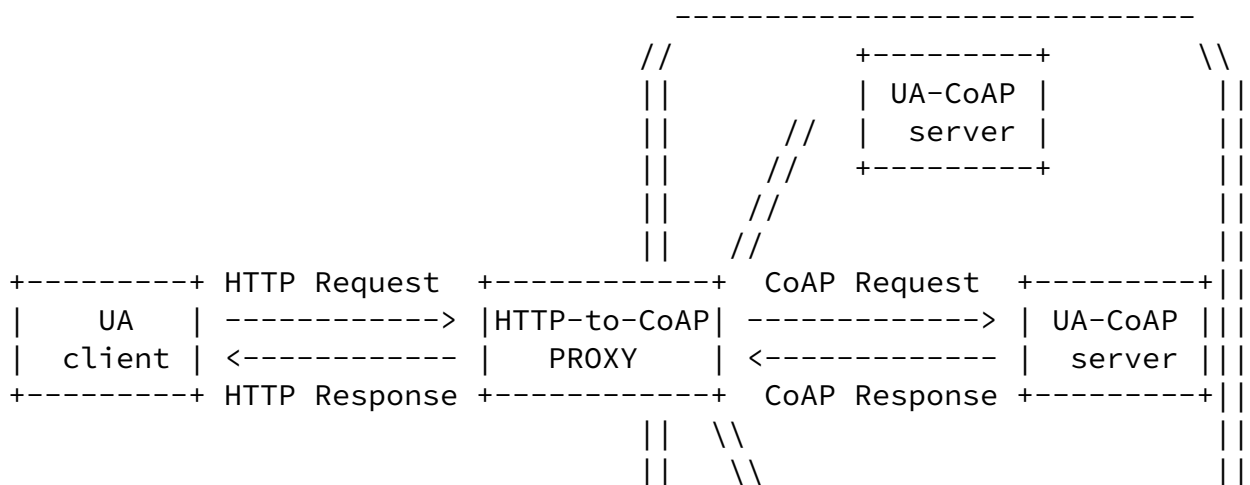 -----------------------------
                                   //          +---------+        \\
                                   ||          | UA-CoAP |         ||
                                   ||      //  |  server |         ||
                                   ||     //   +---------+         ||
                                   ||    //                        ||
                                   ||   //                         ||
+---------+ HTTP Request  +------------+  CoAP Request  +---------+||
|    UA   | ------------> |HTTP-to-CoAP| -------------> | UA-CoAP |||
|  client | <------------ |   PROXY    | <------------- |  server |||
+---------+ HTTP Response +------------+  CoAP Response +---------+||
                                   ||  \\                          ||
                                   ||   \\                         ||